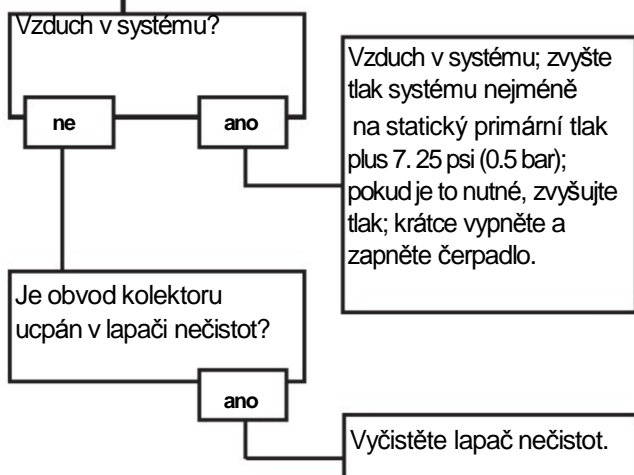 Vzduch v systému?
ne
ano
Vzduch v systému; zvyšte
tlak systému nejméně
na statický primární tlak
plus 7. 25 psi (0.5 bar);
pokud je to nutné, zvyšujte
tlak; krátce vypněte a
zapněte čerpadlo.
Je obvod kolektoru
ucpán v lapači nečistot?
ano
Vyčistěte lapač nečistot.